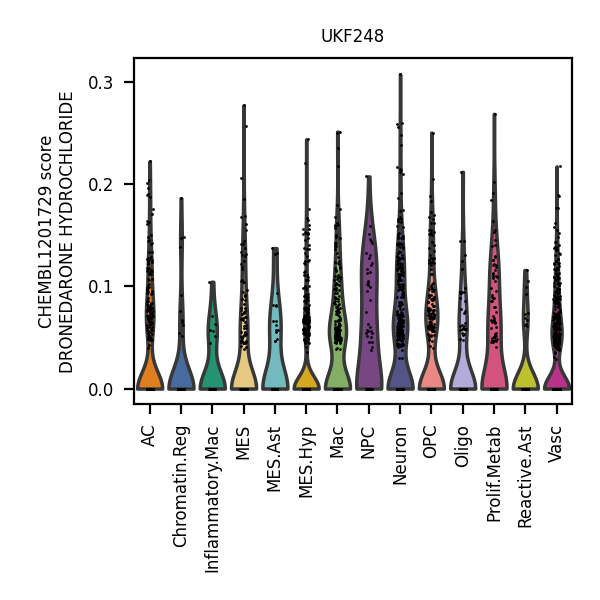 UKF248
CHEMBL1201729 score
DRONEDARONE HYDROCHLORIDE
0.3
0.2
0.1
0.0
AC
Chromatin.Reg
Inflammatory.Mac
MES
MES.Ast
MES.Hyp
Mac
NPC
Neuron
OPC
Oligo
Prolif.Metab
Reactive.Ast
Vasc